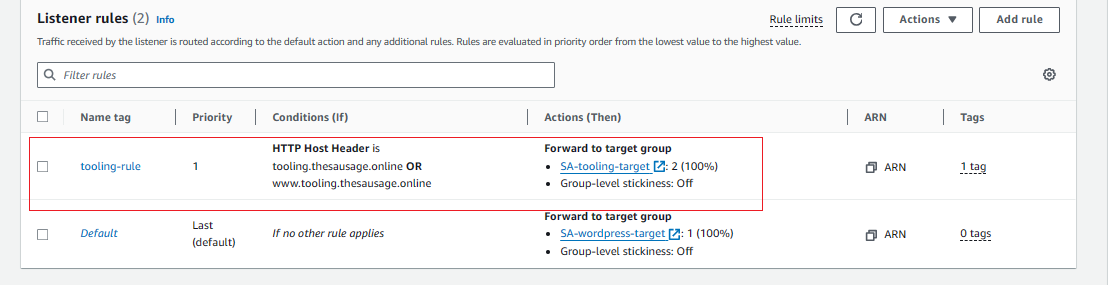 Listener rules (2) Info
Rule limits
Actions
Add rule
Traffic received by the listener is routed according to the default action and any additional rules. Rules are evaluated in priority order from the lowest value to the highest value.
Filter rules
Name tag Priority Conditions (If) Actions (Then) ARN Tags
HTTP Host Header is Forward to target group
tooling-rule 1 tooling.thesausage.online OR • SA-tooling-target: 2 (100%) ARN 1 tag
www.tooling.thesausage.online • Group-level stickiness: Off
Forward to target group
Default Last (default) If no other rule applies • SA-wordpress-target: 1 (100%) ARN 0 tags
• Group-level stickiness: Off